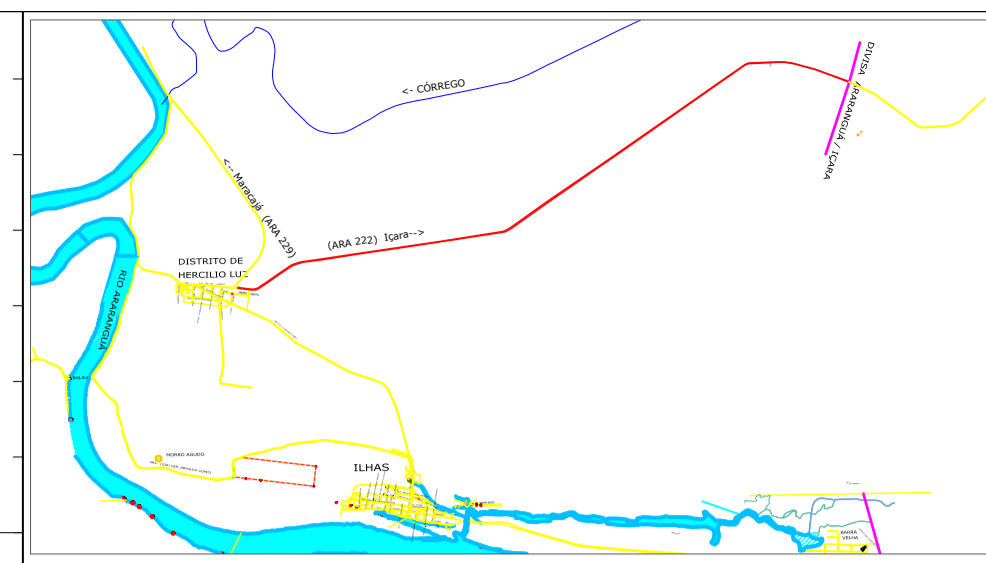 <- CÓRREGO
DIVISA ARARANGUÁ / IÇARA
<--- Maracajá (ARA 229)
(ARA 222) Içara-->
DISTRITO DE
HERCILIO LUZ
RIO ARARANGUÁ
BALSA
MORRO AGUDO
ILHAS
BARRA
VELHA